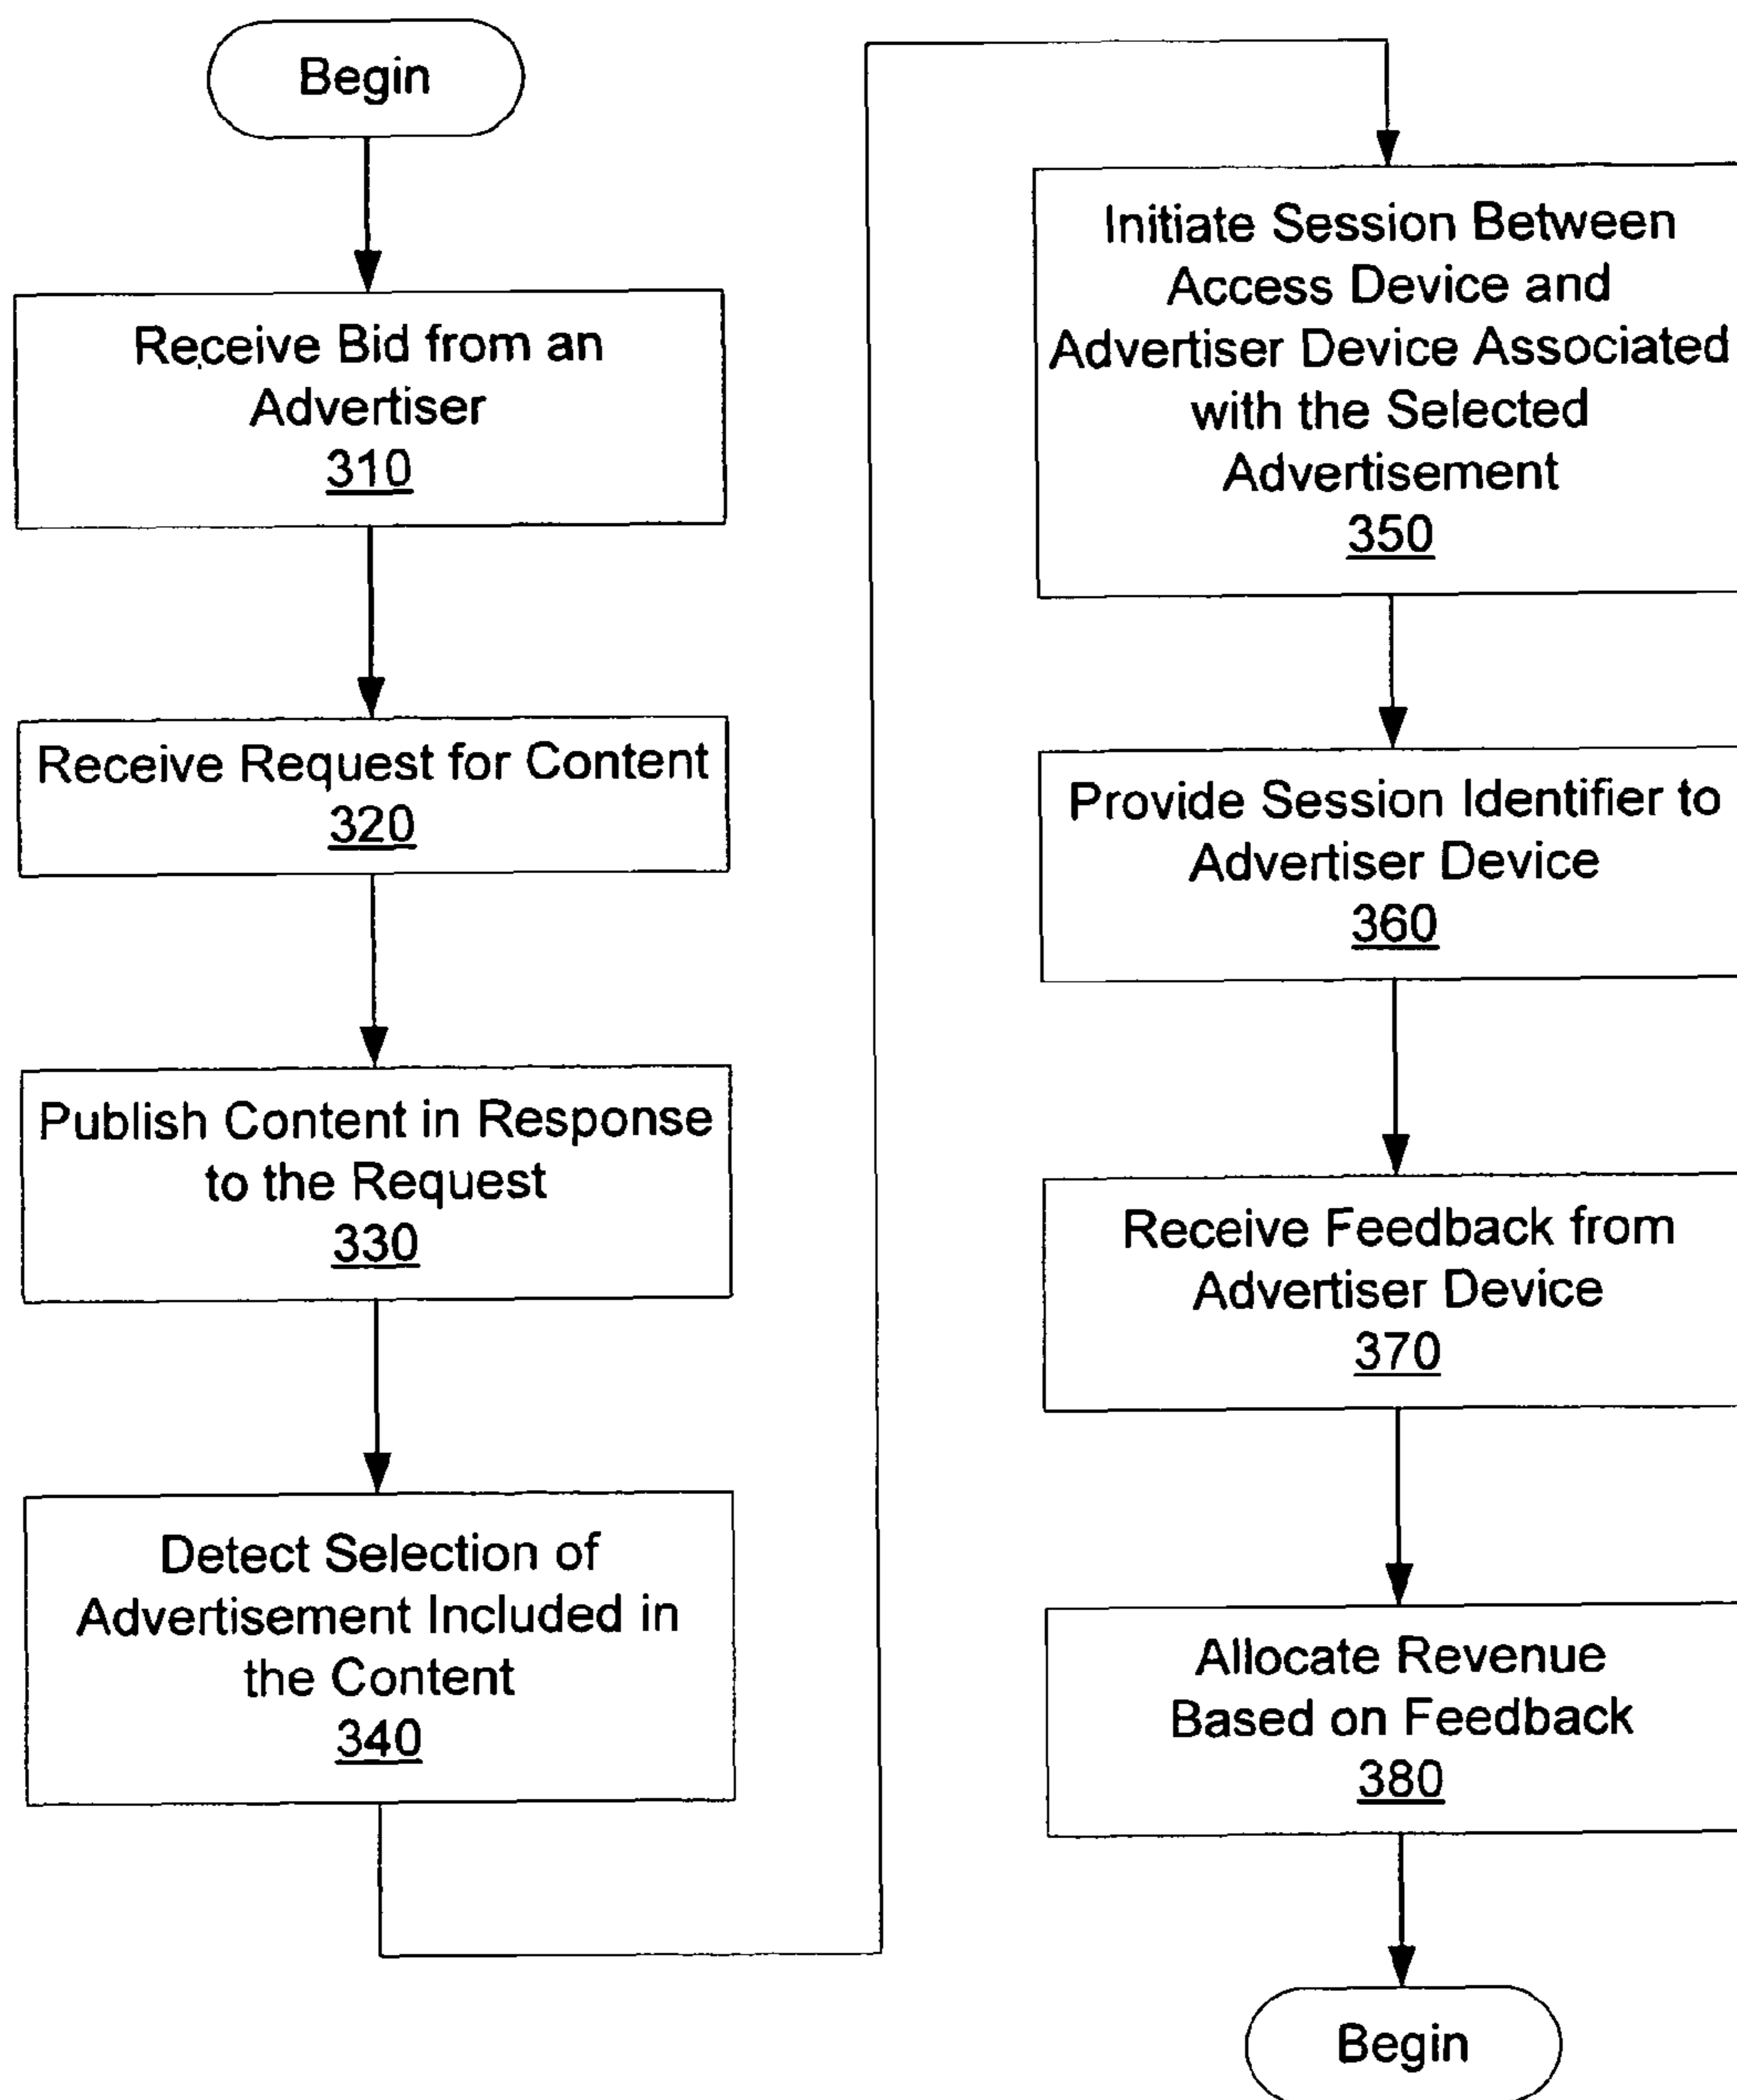 Begin
Receive Bid from an
Advertiser
310
Receive Request for Content
320
Publish Content in Response
to the Request
330
Detect Selection of
Advertisement Included in
the Content
340
Initiate Session Between
Access Device and
Advertiser Device Associated
with the Selected
Advertisement
350
Provide Session Identifier to
Advertiser Device
360
Receive Feedback from
Advertiser Device
370
Allocate Revenue
Based on Feedback
380
Begin